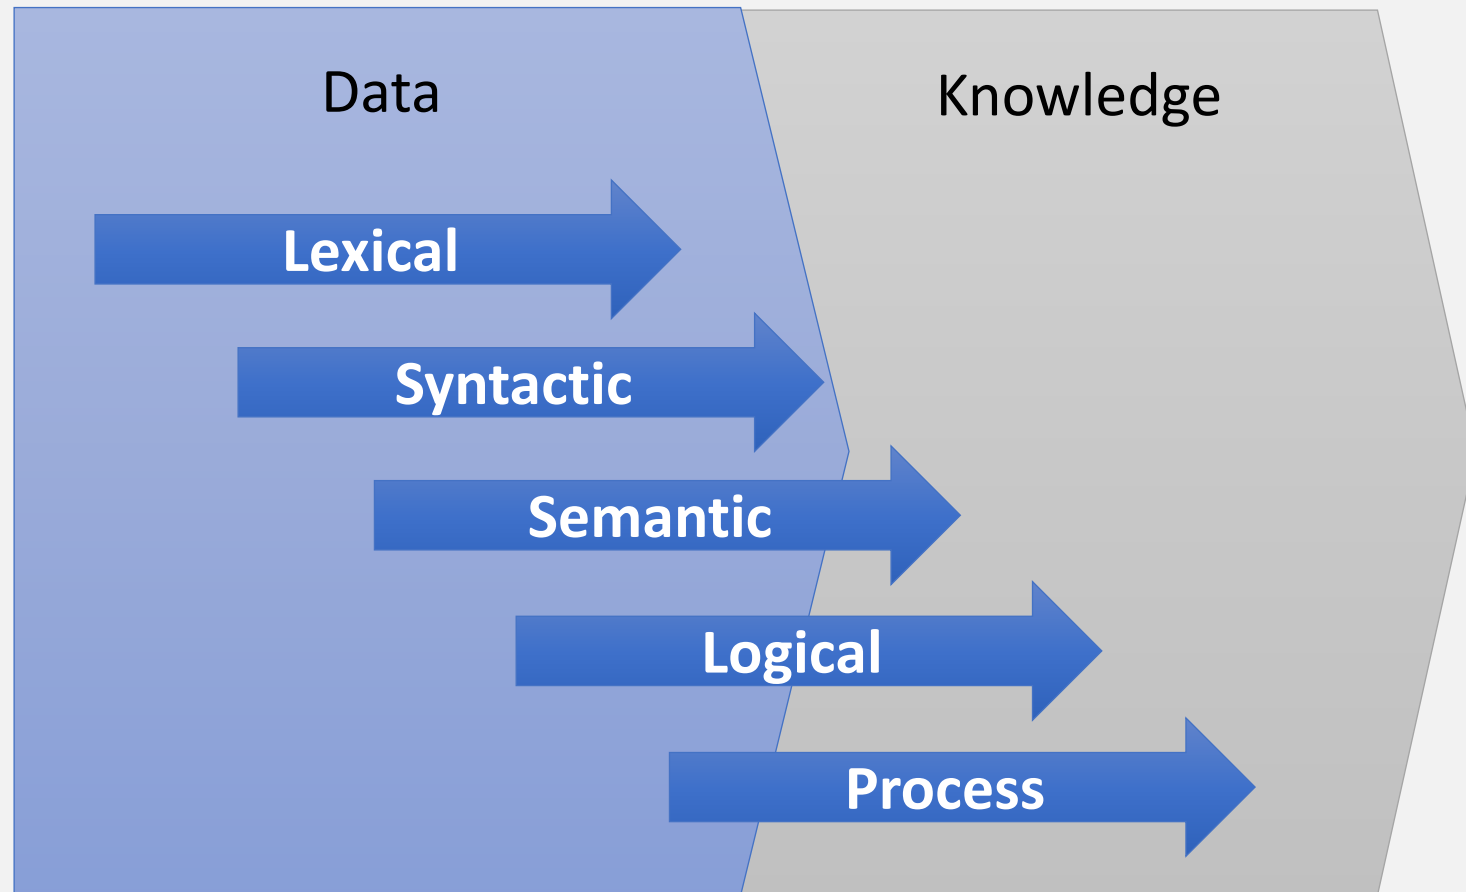 Data
Knowledge
Lexical
Syntactic
Semantic
Logical
Process